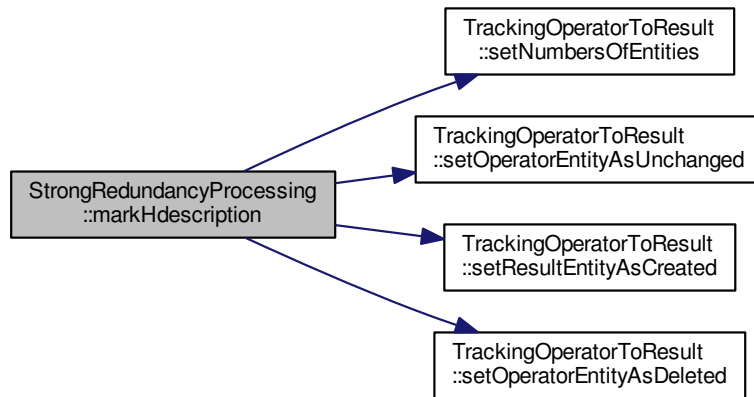 TrackingOperatorToResult
::setNumbersOfEntities
TrackingOperatorToResult
::setOperatorEntityAsUnchanged
StrongRedundancyProcessing
::markHdescription
TrackingOperatorToResult
::setResultEntityAsCreated
TrackingOperatorToResult
::setOperatorEntityAsDeleted